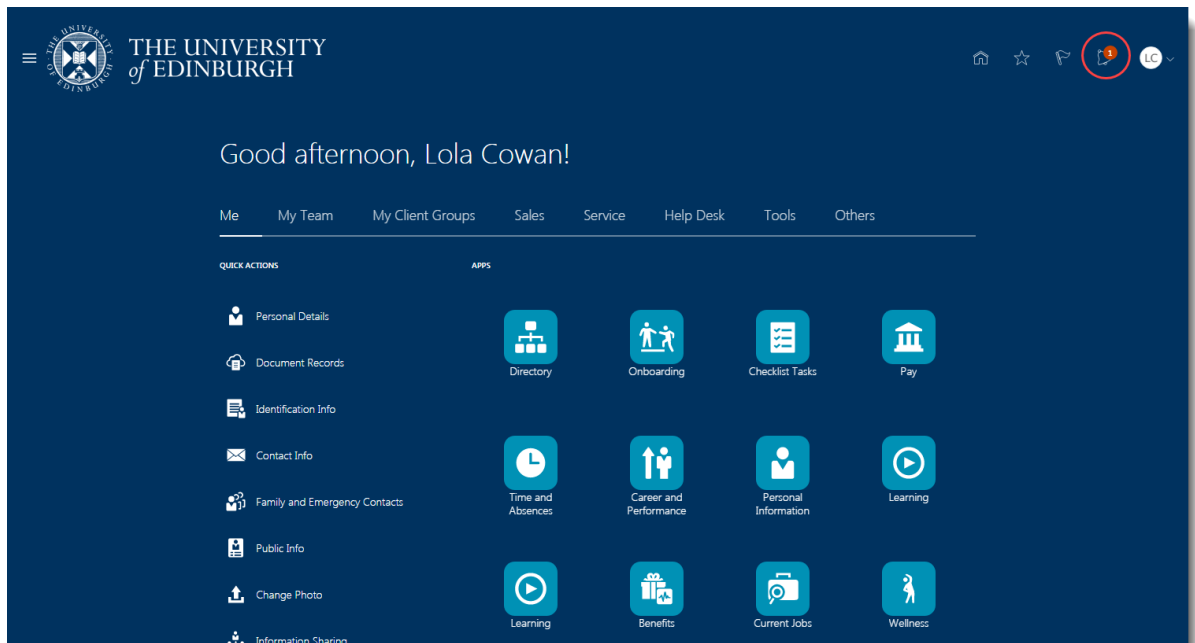 THE UNIVERSITY
of EDINBURGH
1
LC
Good afternoon, Lola Cowan!
Me My Team My Client Groups Sales Service Help Desk Tools Others
QUICK ACTIONS
APPS
Personal Details
Document Records
Identification Info
Contact Info
Family and Emergency Contacts
Public Info
Change Photo
Information Sharing
Directory
Onboarding
Checklist Tasks
Pay
Time and
Absences
Career and
Performance
Personal
Information
Learning
Learning
Benefits
Current Jobs
Wellness